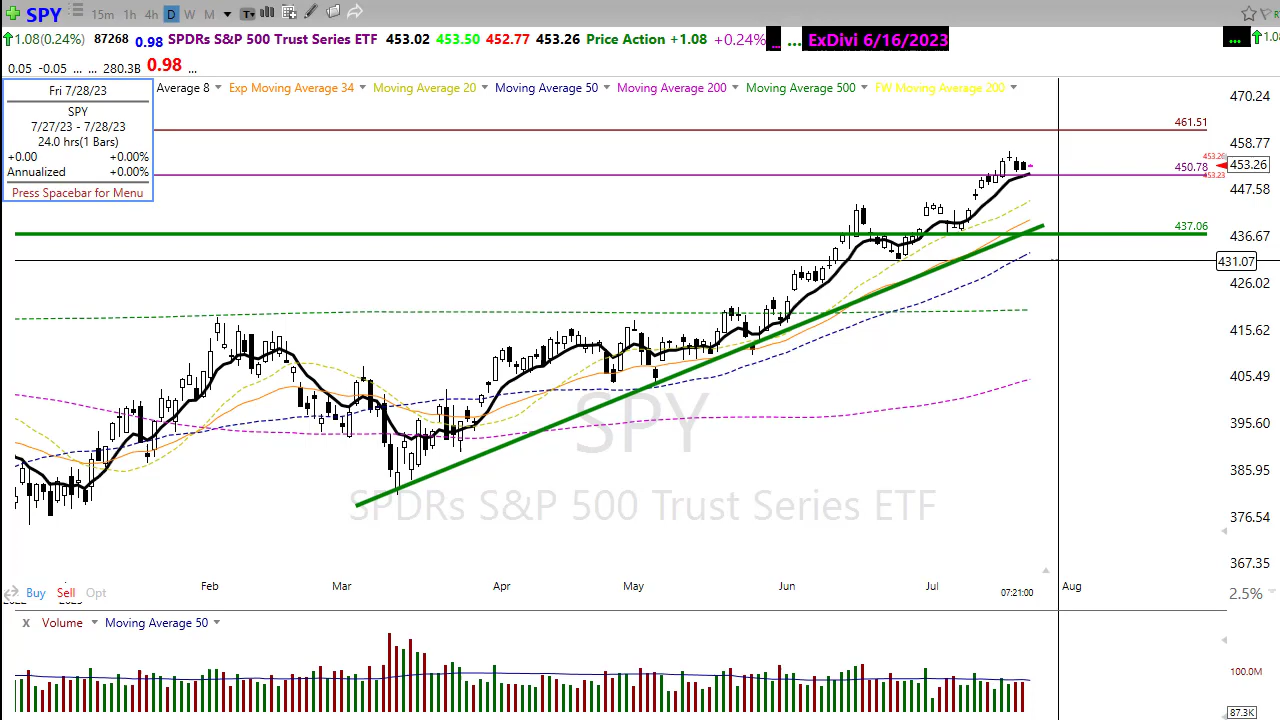 SPY 15m 1h 4h D W M T
1.08(0.24%) 87268 0.98 SPDRs S&P 500 Trust Series ETF 453.02 453.50 452.77 453.26 Price Action +1.08 +0.24% ... ... ExDivi 6/16/2023 ... 1.08
0.05 -0.05 ... ... 280.3B 0.98 ...
Fri 7/28/23
SPY
7/27/23 - 7/28/23
24.0 hrs(1 Bars)
+0.00 +0.00%
Annualized +0.00%
Press Spacebar for Menu
Average 8 Exp Moving Average 34 Moving Average 20 Moving Average 50 Moving Average 200 Moving Average 500 FW Moving Average 200
470.24
461.51
458.77
453.26
453.26
450.78
453.23
447.58
437.06
436.67
431.07
426.02
415.62
405.49
395.60
385.95
376.54
367.35
SPY
SPDRs S&P 500 Trust Series ETF
Feb Mar Apr May Jun Jul Aug
07:21:00
Buy Sell Opt
2.5%
X Volume Moving Average 50
100.0M
87.3K